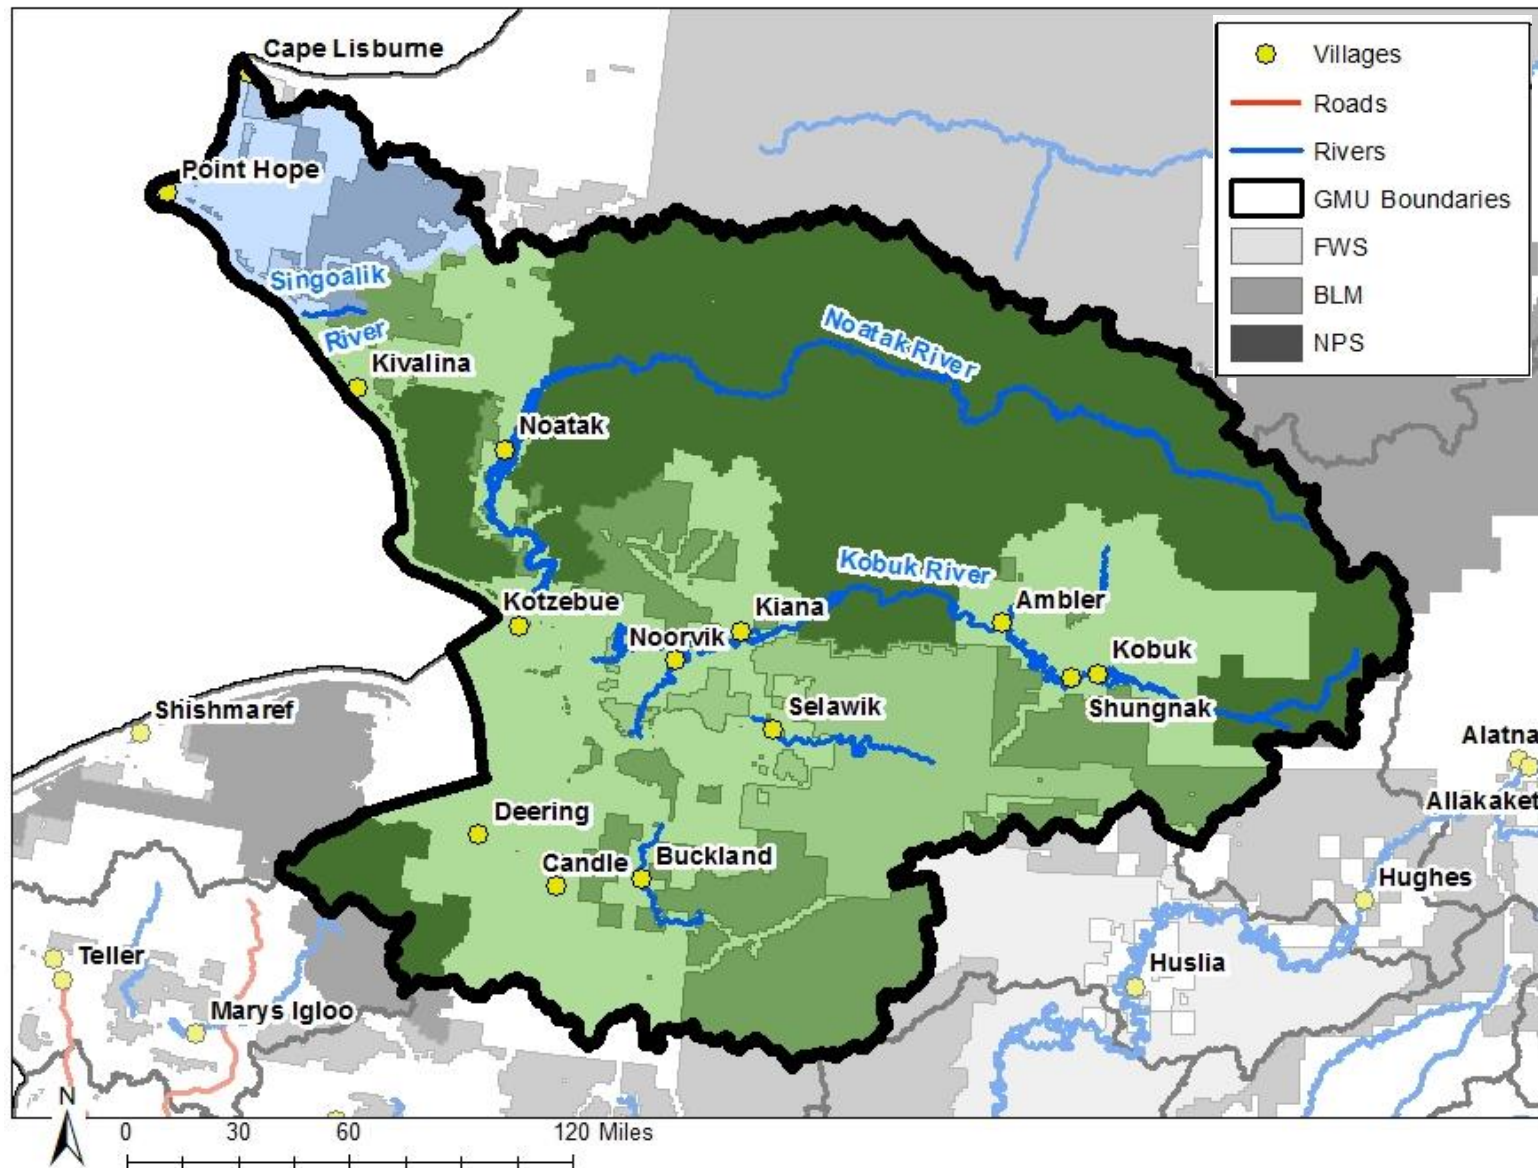 Cape Lisburne
Villages
Roads
Rivers
GMU Boundaries
FWS
BLM
NPS
Point Hope
Singoalik
River
Kivalina
Noatak River
Noatak
Kobuk River
Kotzebue
Kiana
Ambler
Noorvik
Kobuk
Selawik
Shungnak
Shishmaref
Alatna
Allakaket
Deering
Candle
Buckland
Hughes
Teller
Huslia
Marys Igloo
N
0 30 60 120 Miles